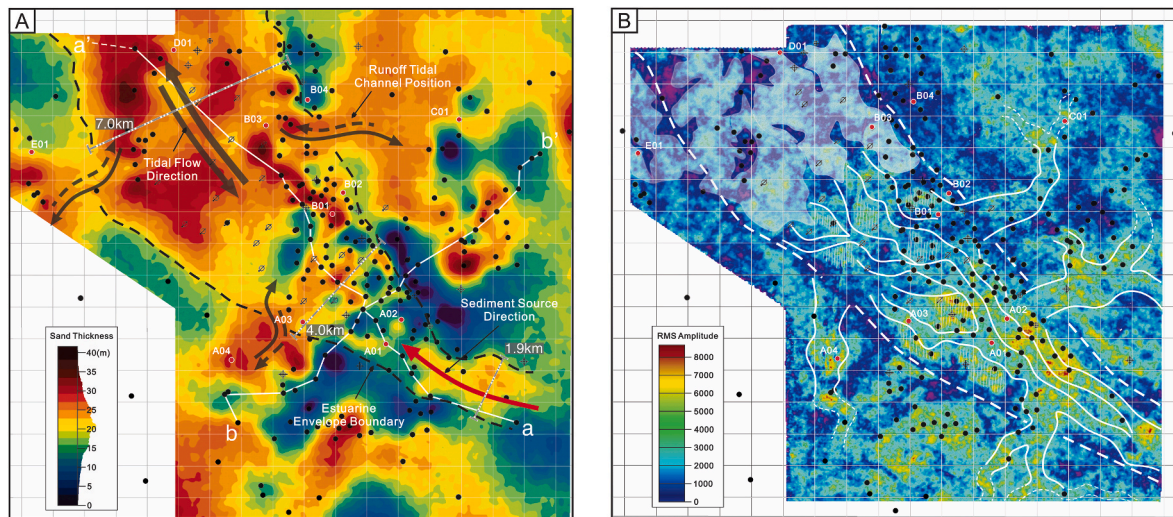 A
a'
D01
Runoff Tidal
Channel Position
B04
B03
C01
7.0km
b'
E01
Tidal Flow
Direction
B02
B01
Sediment Source
Direction
A03
4.0km
A02
A01
1.9km
A04
Estuarine
Envelope Boundary
b
a
Sand Thickness
40(m)
35
30
25
20
15
10
5
0
B
D01
B04
B03
C01
E01
B02
B01
A03
A02
A01
A04
RMS Amplitude
8000
7000
6000
5000
4000
3000
2000
1000
0